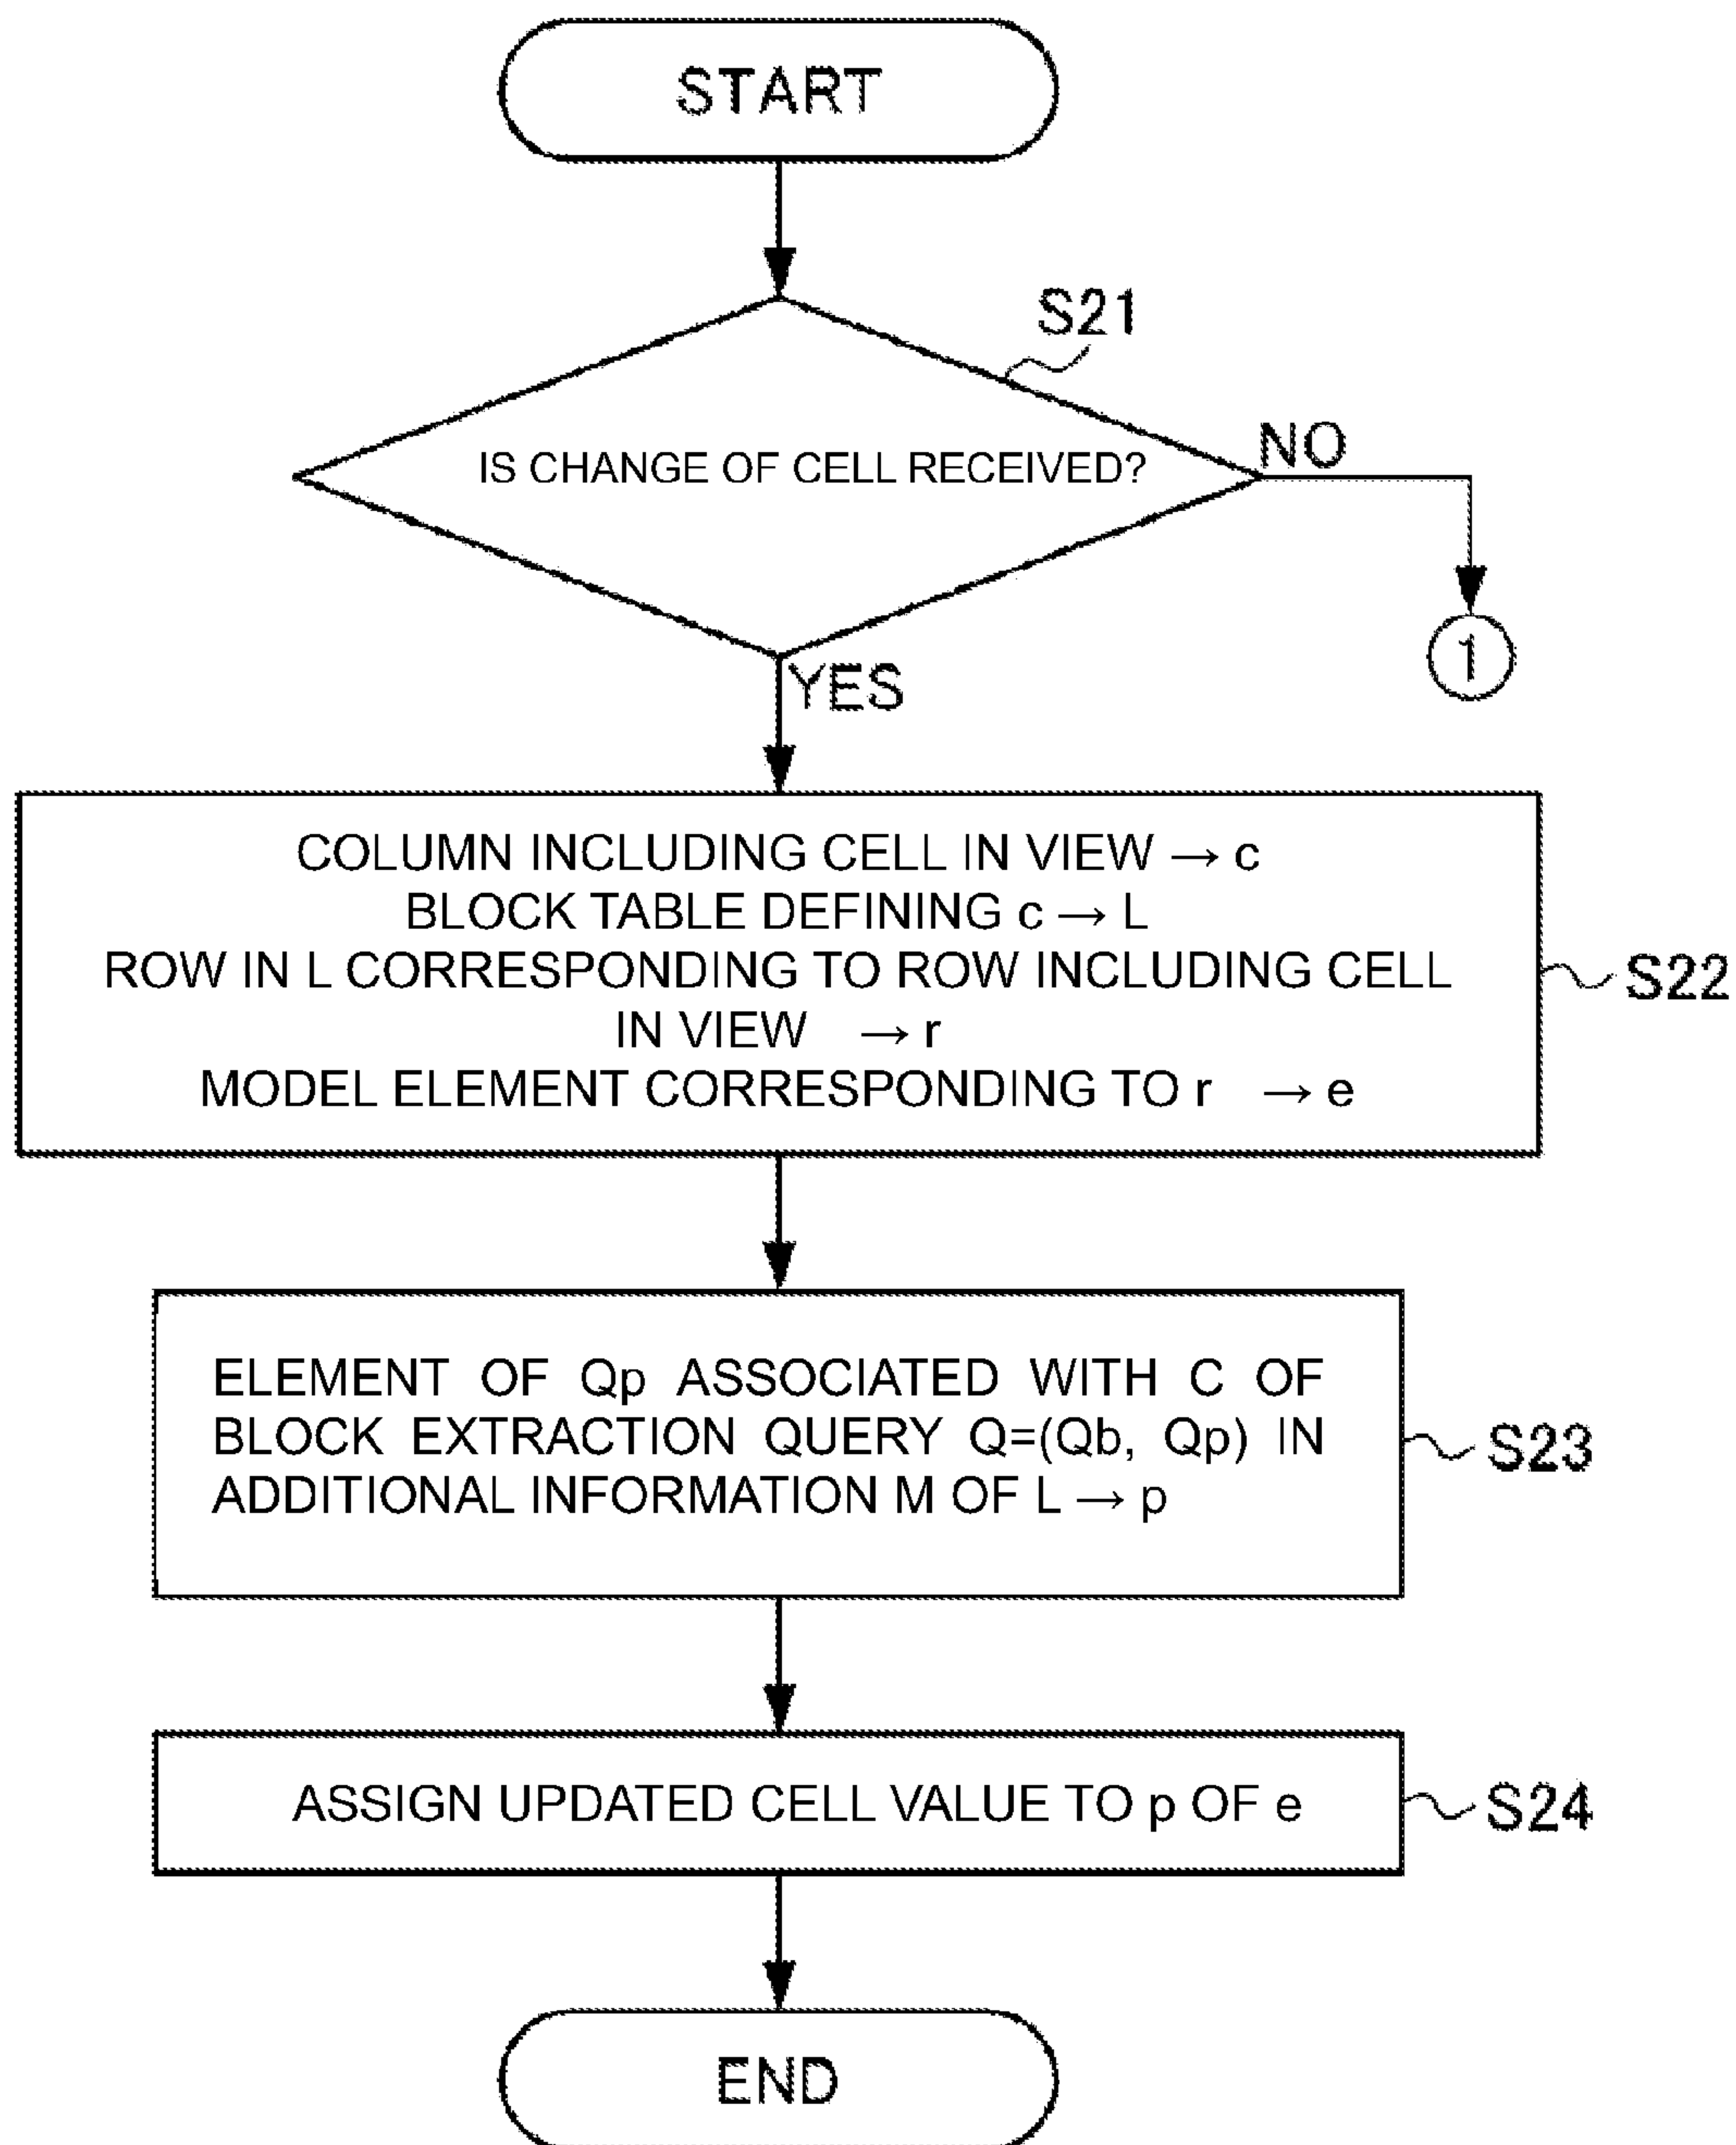 START
S21
IS CHANGE OF CELL RECEIVED?
NO
1
YES
COLUMN INCLUDING CELL IN VIEW → c
BLOCK TABLE DEFINING c → L
ROW IN L CORRESPONDING TO ROW INCLUDING CELL
IN VIEW → r
MODEL ELEMENT CORRESPONDING TO r → e
S22
ELEMENT OF Qp ASSOCIATED WITH C OF
BLOCK EXTRACTION QUERY Q=(Qb, Qp) IN
ADDITIONAL INFORMATION M OF L → p
S23
ASSIGN UPDATED CELL VALUE TO p OF e
S24
END